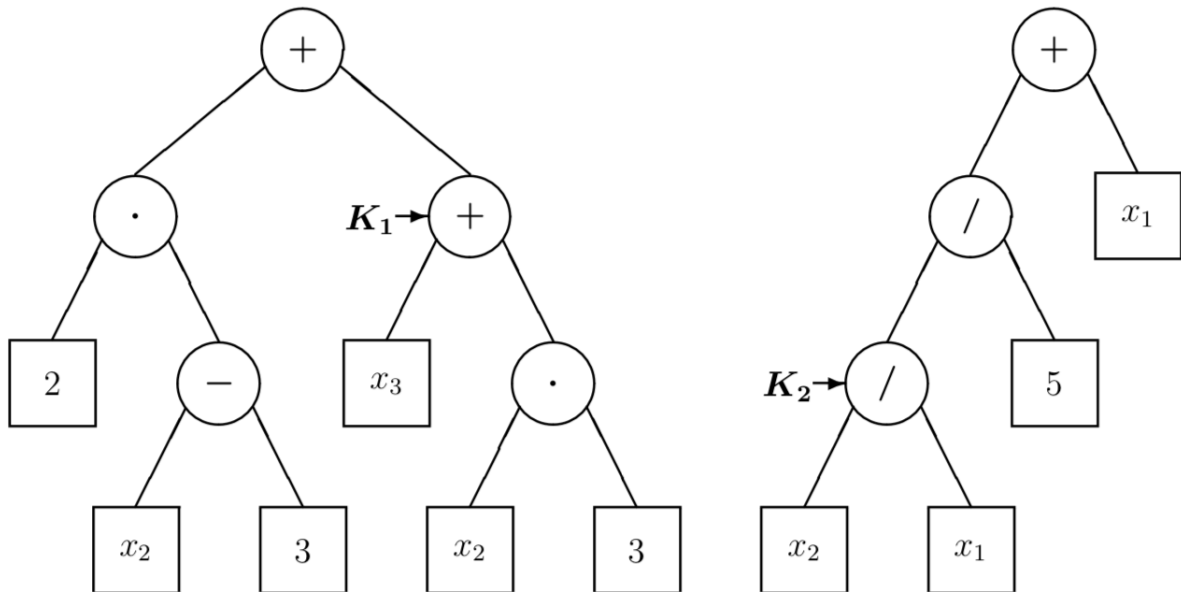 + +
· K₁ + / x₁
2 − x₃ · K₂ / 5
x₂ 3 x₂ 3 x₂ x₁